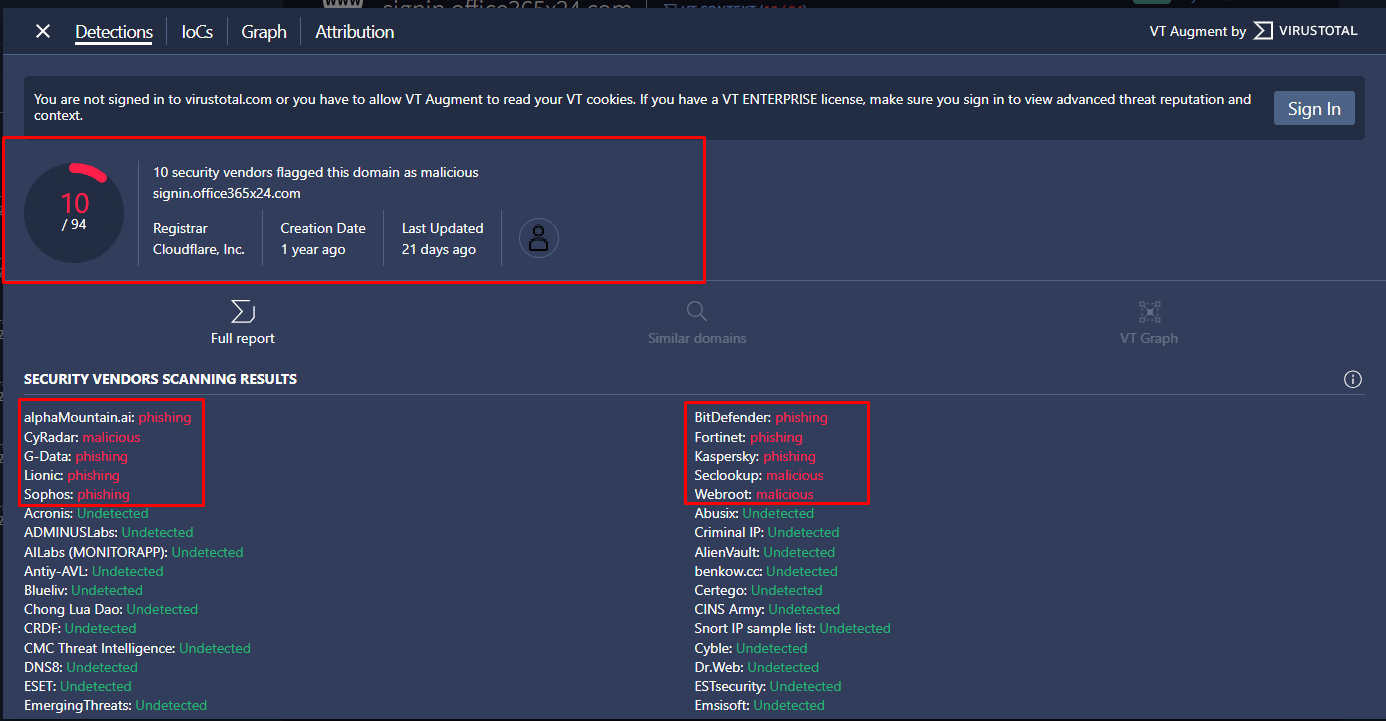 www signin.office365x24.com VT CONTEXT (10 / 94)
Detections IoCs Graph Attribution VT Augment by VIRUSTOTAL
You are not signed in to virustotal.com or you have to allow VT Augment to read your VT cookies. If you have a VT ENTERPRISE license, make sure you sign in to view advanced threat reputation and
context.
Sign In
10
/ 94
10 security vendors flagged this domain as malicious
signin.office365x24.com
Registrar
Cloudflare, Inc.
Creation Date
1 year ago
Last Updated
21 days ago
Full report
Similar domains
VT Graph
SECURITY VENDORS SCANNING RESULTS
alphaMountain.ai: phishing
CyRadar: malicious
G-Data: phishing
Lionic: phishing
Sophos: phishing
Acronis: Undetected
ADMINUSLabs: Undetected
AILabs (MONITORAPP): Undetected
Antiy-AVL: Undetected
Blueliv: Undetected
Chong Lua Dao: Undetected
CRDF: Undetected
CMC Threat Intelligence: Undetected
DNS8: Undetected
ESET: Undetected
EmergingThreats: Undetected
BitDefender: phishing
Fortinet: phishing
Kaspersky: phishing
Seclookup: malicious
Webroot: malicious
Abusix: Undetected
Criminal IP: Undetected
AlienVault: Undetected
benkow.cc: Undetected
Certego: Undetected
CINS Army: Undetected
Snort IP sample list: Undetected
Cyble: Undetected
Dr.Web: Undetected
ESTsecurity: Undetected
Emsisoft: Undetected